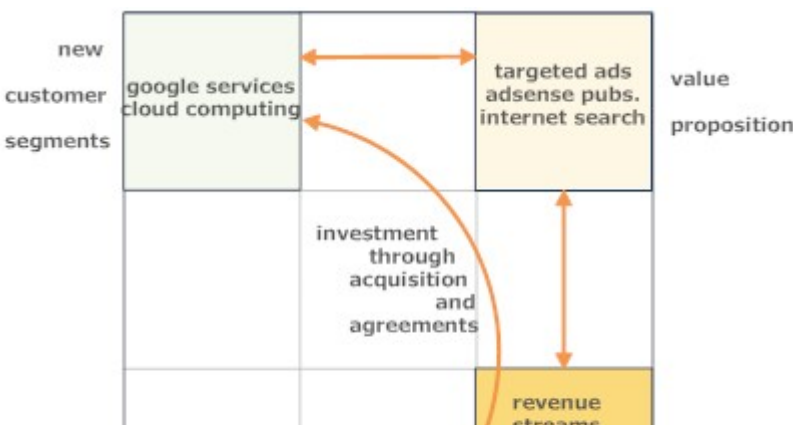 new
customer
segments
google services
cloud computing
targeted ads
adsense pubs.
internet search
value
proposition
investment
through
acquisition
and
agreements
revenue
streams